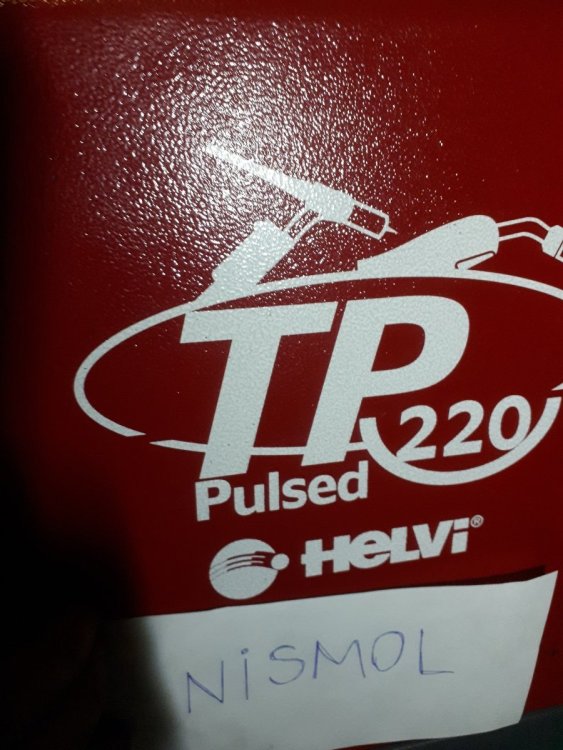 TP 220
Pulsed
HELVi®
NiSMOL